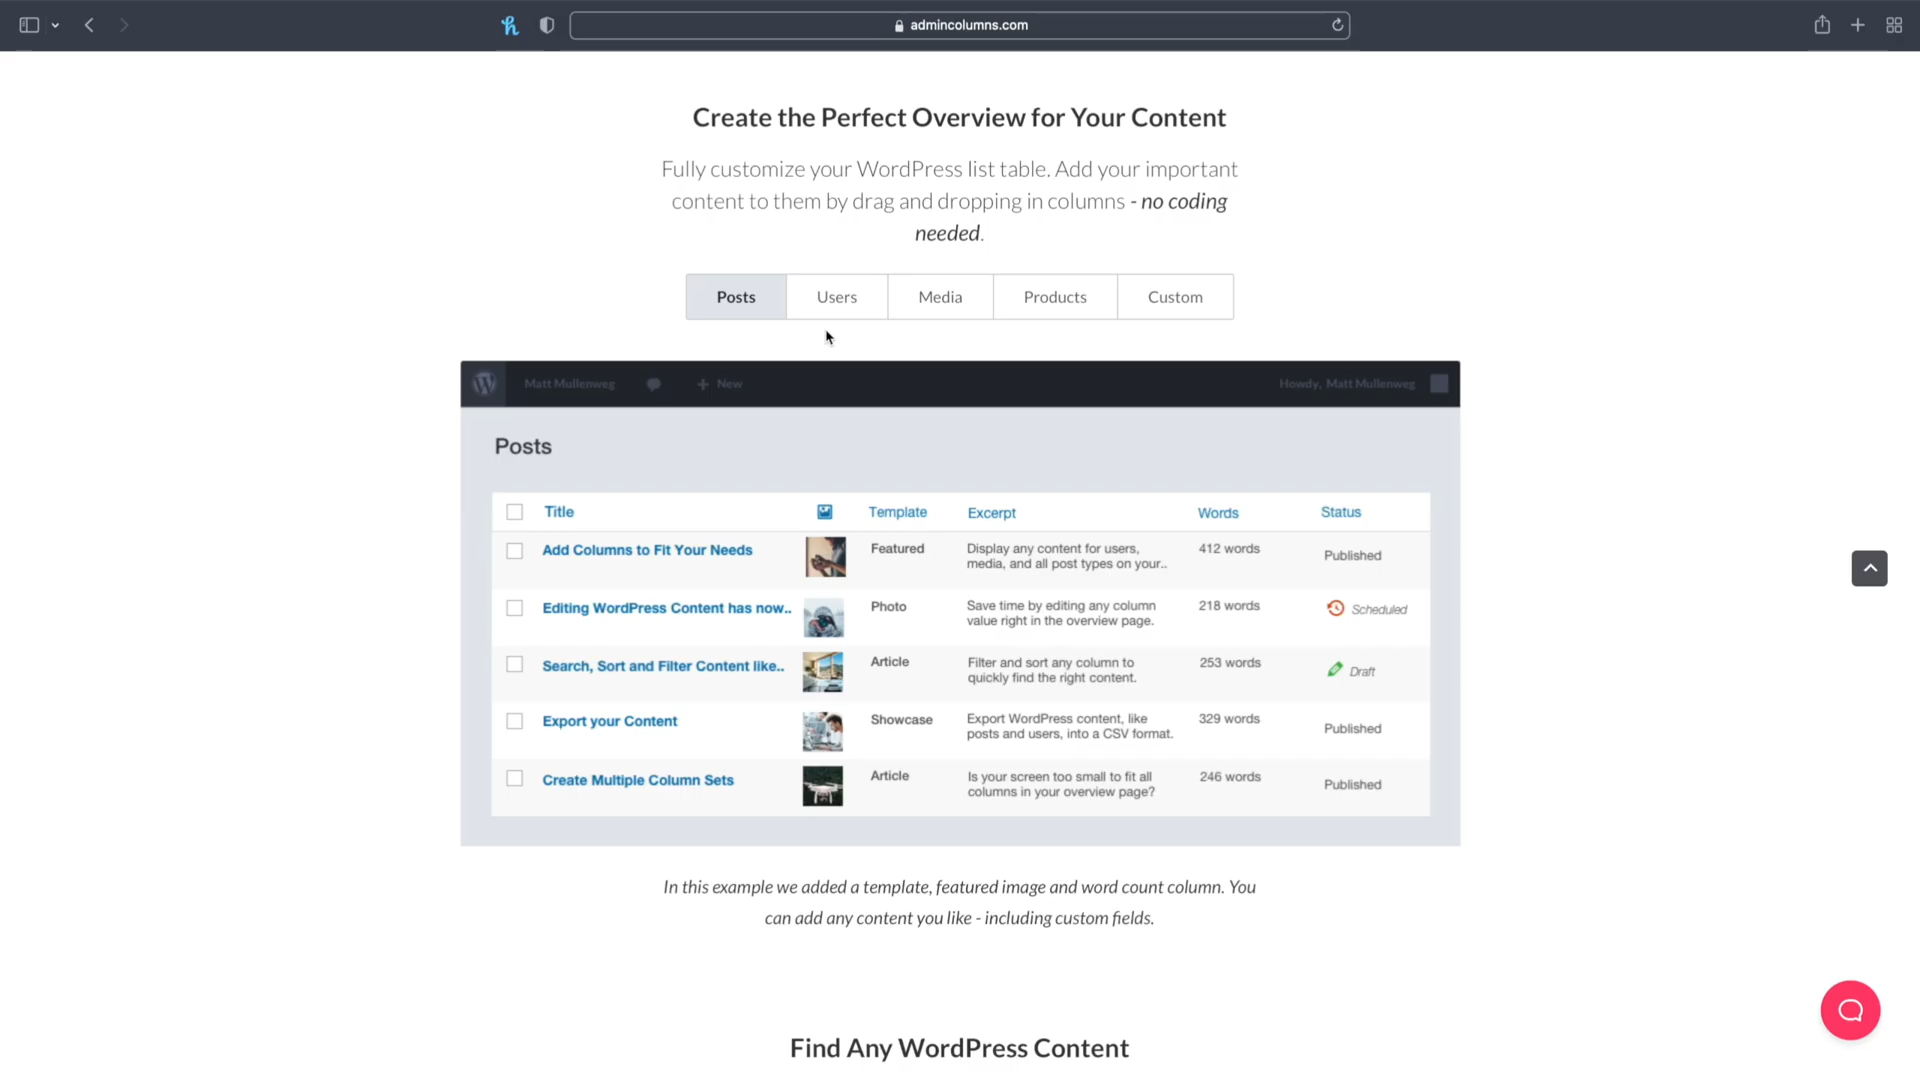 admincolumns.com
Create the Perfect Overview for Your Content
Fully customize your WordPress list table. Add your important
content to them by drag and dropping in columns - no coding
needed.
Posts Users Media Products Custom
Matt Mullenweg New Howdy, Matt Mullenweg
Posts
Title Template Excerpt Words Status
Add Columns to Fit Your Needs Featured Display any content for users, 412 words Published
media, and all post types on your..
Editing WordPress Content has now.. Photo Save time by editing any column 218 words Scheduled
value right in the overview page.
Search, Sort and Filter Content like.. Article Filter and sort any column to 253 words Draft
quickly find the right content.
Export your Content Showcase Export WordPress content, like 329 words Published
posts and users, into a CSV format.
Create Multiple Column Sets Article Is your screen too small to fit all 246 words Published
columns in your overview page?
In this example we added a template, featured image and word count column. You
can add any content you like - including custom fields.
Find Any WordPress Content